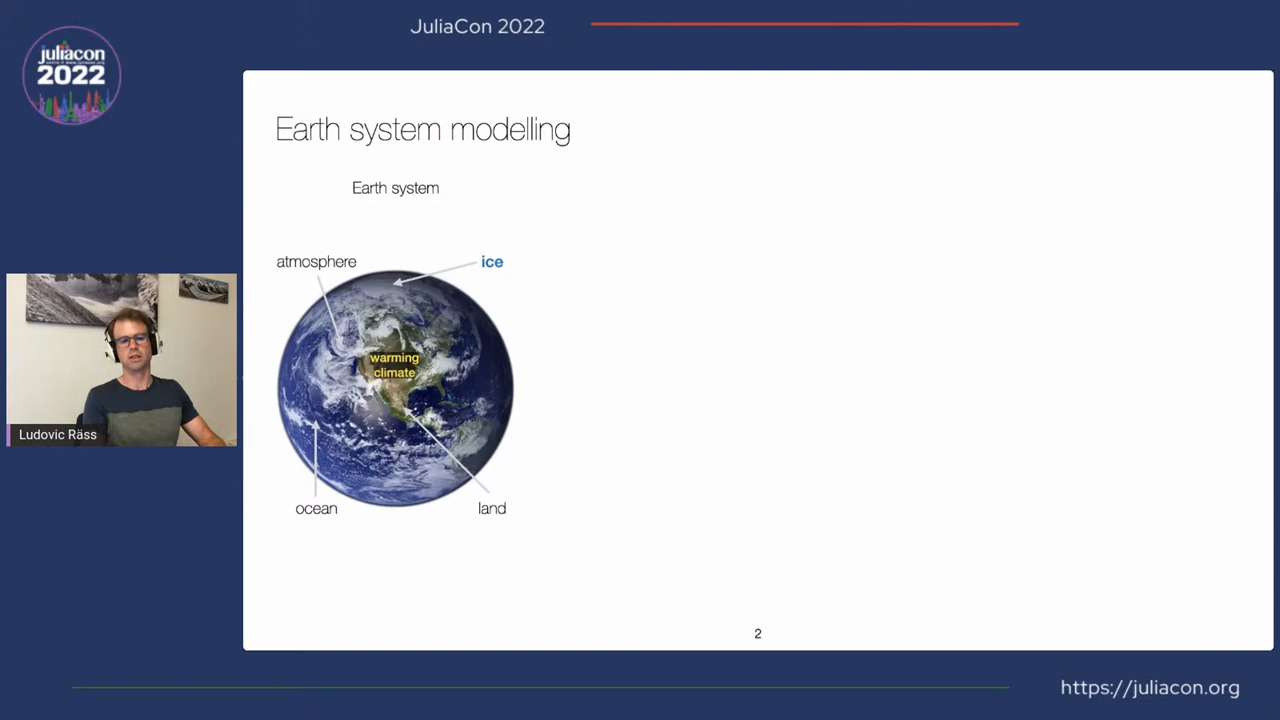 JuliaCon 2022
juliacon
2022
Earth system modelling
Earth system
atmosphere
ice
warming
climate
Ludovic Räss
ocean
land
2
https://juliacon.org